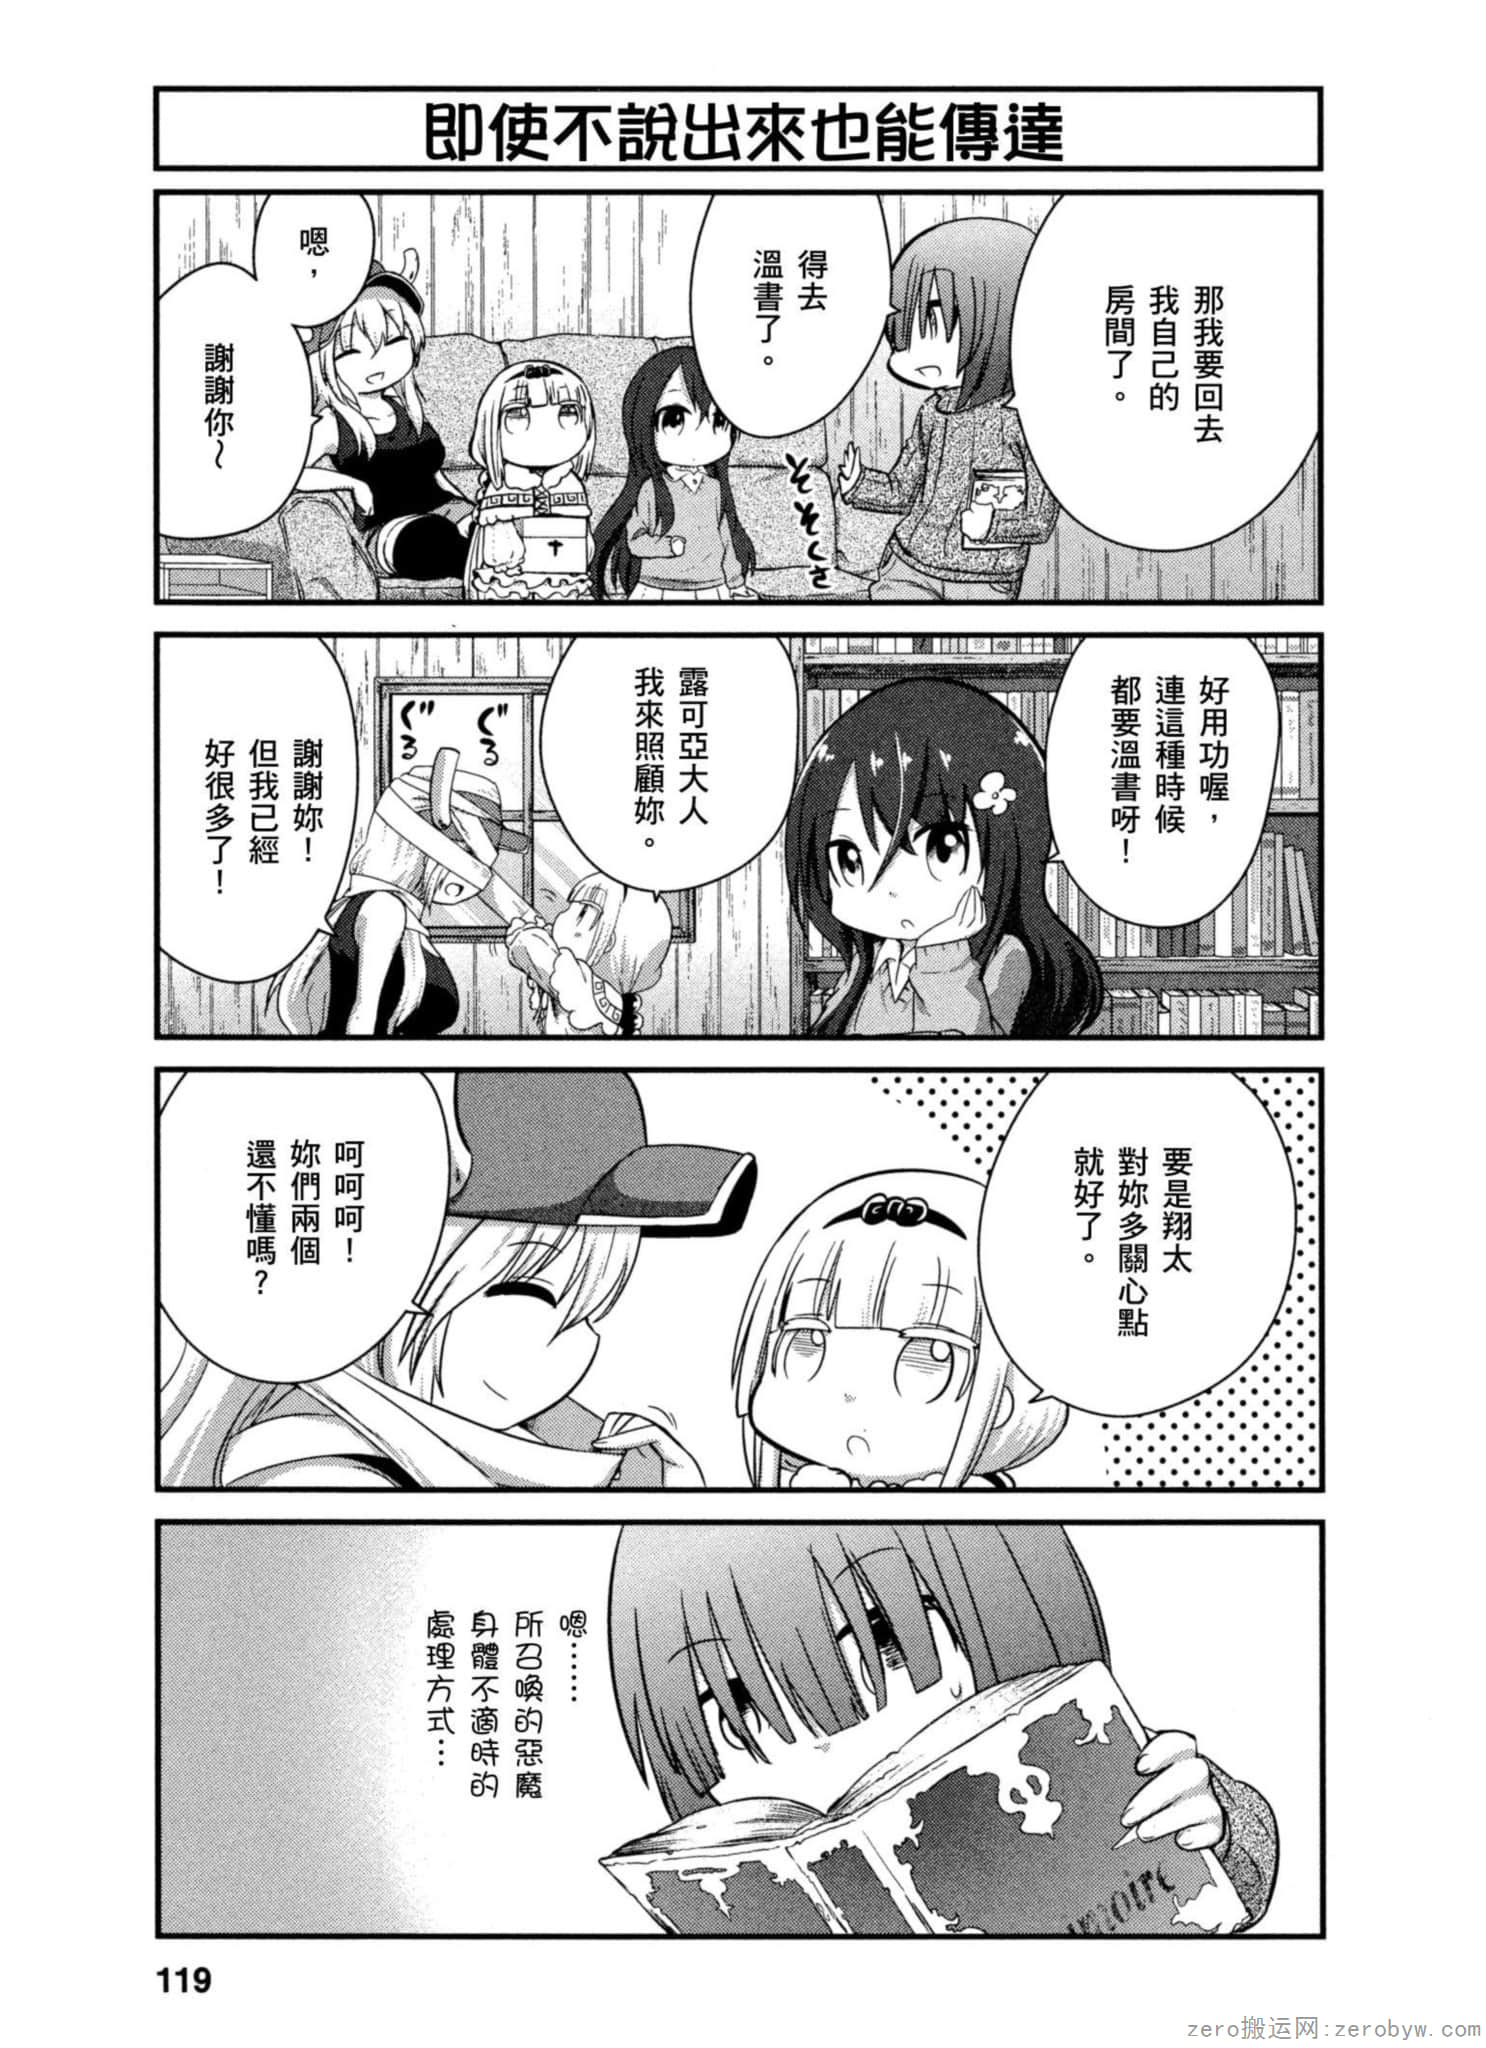 即使不說出來也能傳達
那我要回去
我自己的
房間了。
得去
溫書了。
そそくさ
嗯，
謝謝你～
好用功喔，
連這種時候
都要溫書呀！
露可亞大人
我來照顧妳。
ぐる
ぐる
謝謝妳！
但我已經
好很多了！
要是翔太
對妳多關心點
就好了。
呵呵呵！
妳們兩個
還不懂嗎？
嗯……
所召喚的惡魔
身體不適時的
處理方式…
119
zero搬运网:zerobyw.com